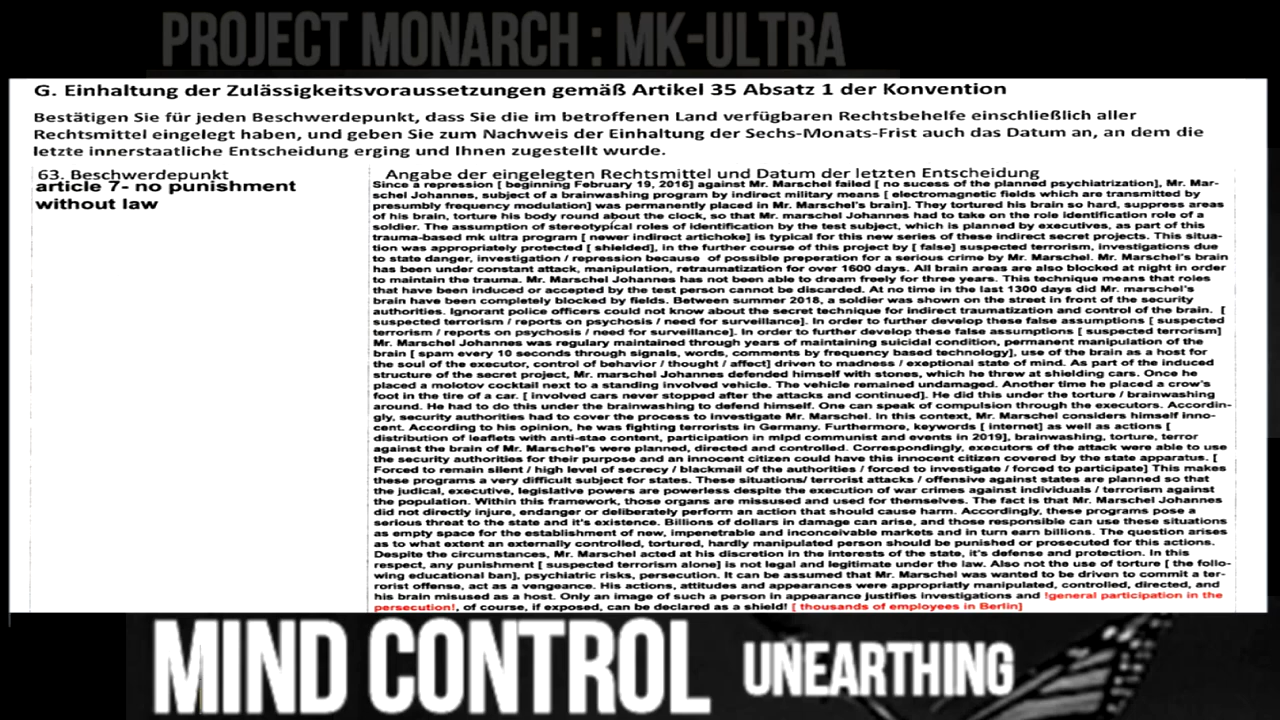 PROJECT MONARCH : MK-ULTRA
G. Einhaltung der Zulässigkeitsvoraussetzungen gemäß Artikel 35 Absatz 1 der Konvention
Bestätigen Sie für jeden Beschwerdepunkt, dass Sie die im betroffenen Land verfügbaren Rechtsbehelfe einschließlich aller
Rechtsmittel eingelegt haben, und geben Sie zum Nachweis der Einhaltung der Sechs-Monats-Frist auch das Datum an, an dem die
letzte innerstaatliche Entscheidung erging und Ihnen zugestellt wurde.
63. Beschwerdepunkt
article 7- no punishment
without law
Angabe der eingelegten Rechtsmittel und Datum der letzten Entscheidung
Since a repression [ beginning February 19, 2016] against Mr. Marschel failed [ no sucess of the planned psychiatrization], Mr. Mar-
schel Johannes, subject of a brainwashing program by indirect military means [ electromagnetic fields which are transmitted by
presumbly frequency modulation] was permanently placed in Mr. Marschel's brain]. They tortured his brain so hard, suppress areas
of his brain, torture his body round about the clock, so that Mr. marschel Johannes had to take on the role identification role of a
soldier. The assumption of stereotypical roles of identification by the test subject, which is planned by executives, as part of this
trauma-based mk ultra program [ newer indirect artichoke] is typical for this new series of these indirect secret projects. This situa-
tion was appropriately protected [ shielded], in the further course of this project by [ false] suspected terrorism, investigations due
to state danger, investigation / repression because of possible preperation for a serious crime by Mr. Marschel. Mr. Marschel's brain
has been under constant attack, manipulation, retraumatization for over 1600 days. All brain areas are also blocked at night in order
to maintain the trauma. Mr. Marschel Johannes has not been able to dream freely for three years. This technique means that roles
that have been induced or accepted by the test person cannot be discarded. At no time in the last 1300 days did Mr. marschel's
brain have been completely blocked by fields. Between summer 2018, a soldier was shown on the street in front of the security
authorities. Ignorant police officers could not know about the secret technique for indirect traumatization and control of the brain. [
suspected terrorism / reports on psychosis / need for surveillance]. In order to further develop these false assumptions [ suspected
terrorism / reports on psychosis / need for surveillance]. In order to further develop these false assumptions [ suspected terrorism]
Mr. Marschel Johannes was regulary maintained through years of maintaining suicidal condition, permanent manipulation of the
brain [ spam every 10 seconds through signals, words, comments by frequency based technology], use of the brain as a host for
the soul of the executor, control of behavior / thought / affect] driven to madness / exeptional state of mind. As part of the induced
structure of the secret project, Mr. marschel Johannes defended himself with stones, which he threw at shielding cars. Once he
placed a molotov cocktail next to a standing involved vehicle. The vehicle remained undamaged. Another time he placed a crow's
foot in the tire of a car. [ involved cars never stopped after the attacks and continued]. He did this under the torture / brainwashing
around. He had to do this under the brainwashing to defend himself. One can speak of compulsion through the executors. Accordin-
gly, security authorities had to cover the process to investigate Mr. Marschel. In this context, Mr. Marschel considers himself inno-
cent. According to his opinion, he was fighting terrorists in Germany. Furthermore, keywords [ internet] as well as actions [
distribution of leaflets with anti-stae content, participation in mlpd communist and events in 2019], brainwashing, torture, terror
against the brain of Mr. Marschel's were planned, directed and controlled. Correspondingly, executors of the attack were able to use
the security authorities for their purpose and an innocent citizen could have this innocent citizen covered by the state apparatus. [
Forced to remain silent / high level of secrecy / blackmail of the authorities / forced to investigate / forced to participate] This makes
these programs a very difficult subject for states. These situations/ terrorist attacks / offensive against states are planned so that
the judical, executive, legislative powers are powerless despite the execution of war crimes against individuals / terrorism against
the population. Within this framework, those organs are missused and used for themselves. The fact is that Mr. Marschel Johannes
did not directly injure, endanger or deliberately perform an action that should cause harm. Accordingly, these programs pose a
serious threat to the state and it's existence. Billions of dollars in damage can arise, and those responsible can use these situations
as empty space for the establishment of new, impenetrable and inconceivable markets and in turn earn billions. The question arises
as to what extent an externally controlled, tortured, hardly manipulated person should be punished or prosecuted for this actions.
Despite the circumstances, Mr. Marschel acted at his discretion in the interests of the state, it's defense and protection. In this
respect, any punishment [ suspected terrorism alone] is not legal and legitimate under the law. Also not the use of torture [ the follo-
wing educational ban], psychiatric risks, persecution. It can be assumed that Mr. Marschel was wanted to be driven to commit a ter-
rorist offense, act as a vengeance. His actions, attitudes and appearances were appropriatly manipulated, controlled, directed, and
his brain misused as a host. Only an image of such a person in appearance justifies investigations and !general participation in the
persecution!, of course, if exposed, can be declared as a shield! [ thousands of employees in Berlin]
MIND CONTROL UNEARTHING